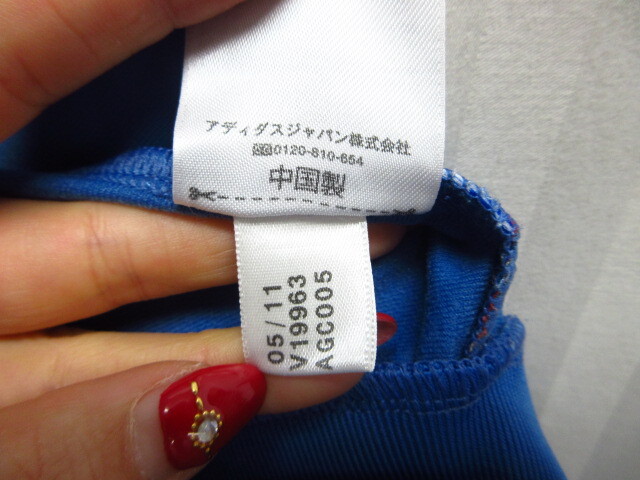 アディダスジャパン株式会社
0120-810-654
中国製
05/11
V19963
AGC005